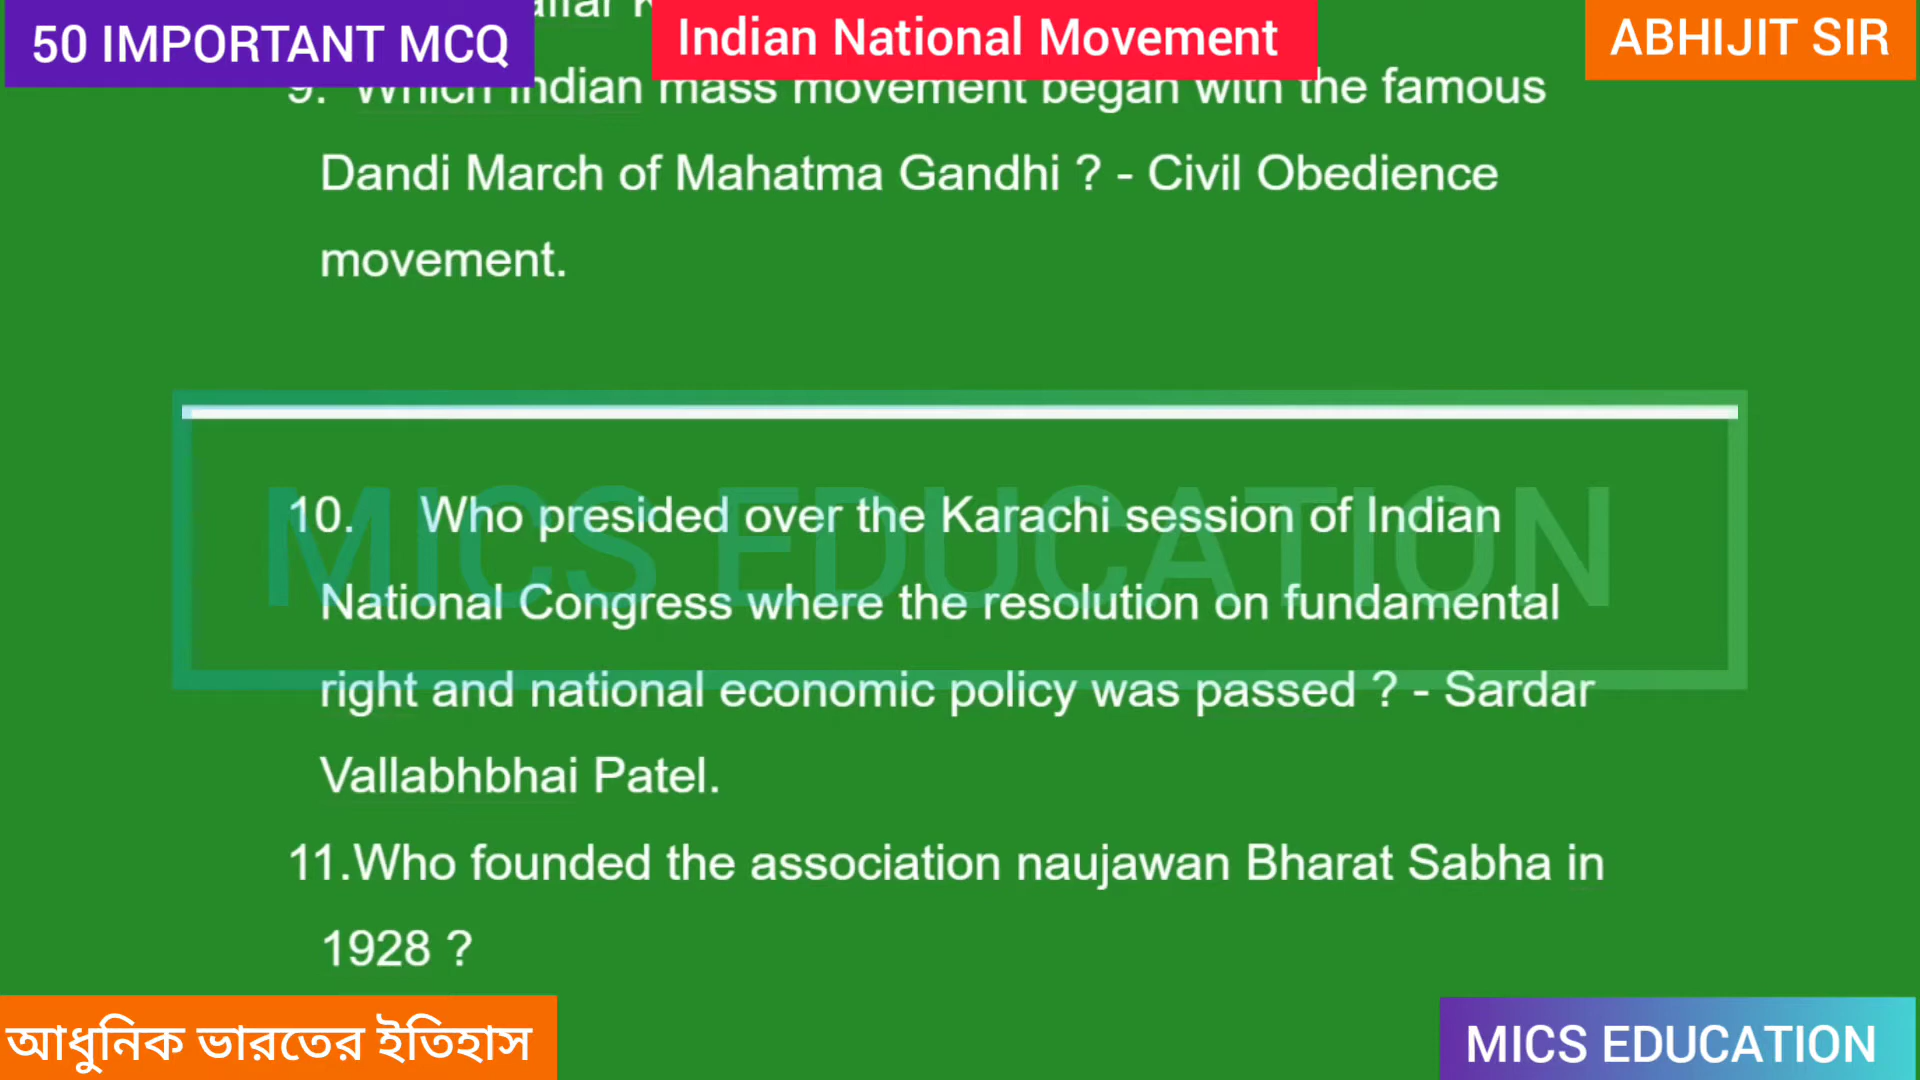 50 IMPORTANT MCQ
Indian National Movement
ABHIJIT SIR
9. Which Indian mass movement began with the famous
Dandi March of Mahatma Gandhi ? - Civil Obedience
movement.
MICS EDUCATION
10. Who presided over the Karachi session of Indian
National Congress where the resolution on fundamental
right and national economic policy was passed ? - Sardar
Vallabhbhai Patel.
11.Who founded the association naujawan Bharat Sabha in
1928 ?
আধুনিক ভারতের ইতিহাস
MICS EDUCATION